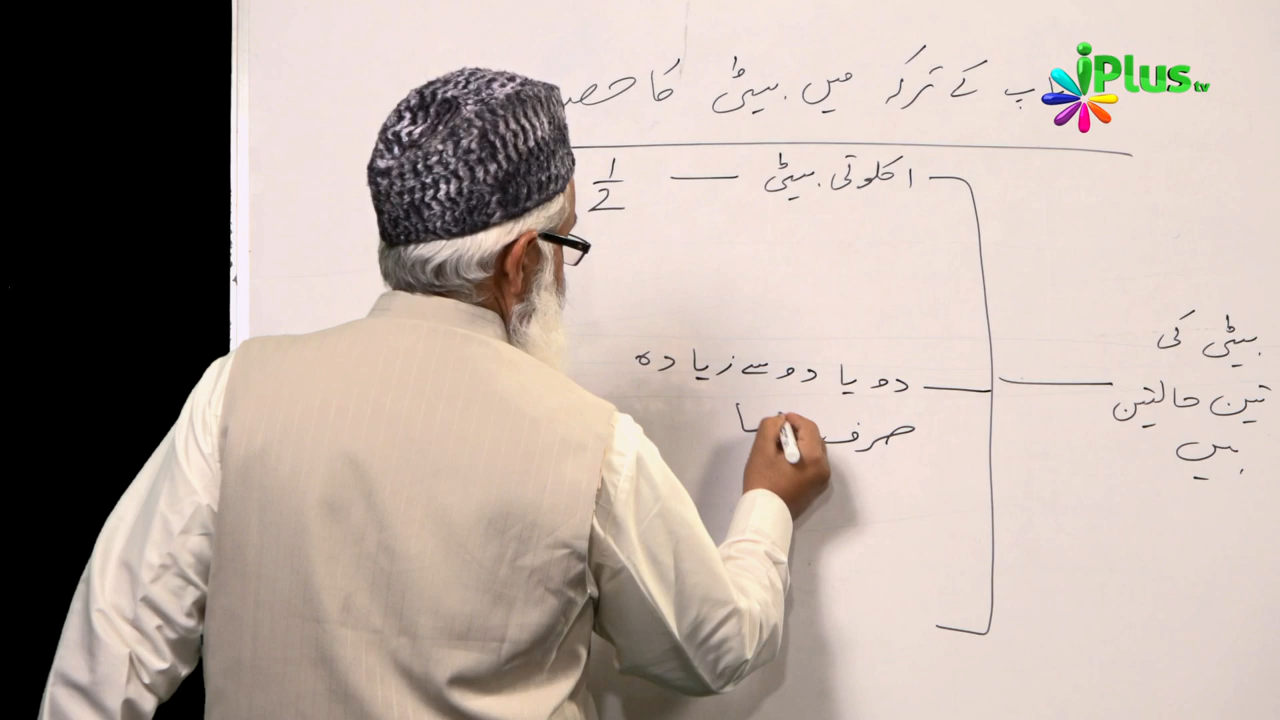 پ کے ترکہ میں بیٹی کا حصہ
iPlus tv
اکلوتی بیٹی — 1/2
بیٹی کی
تین حالتیں
ہیں
دو یا دو سے زیادہ
صرف